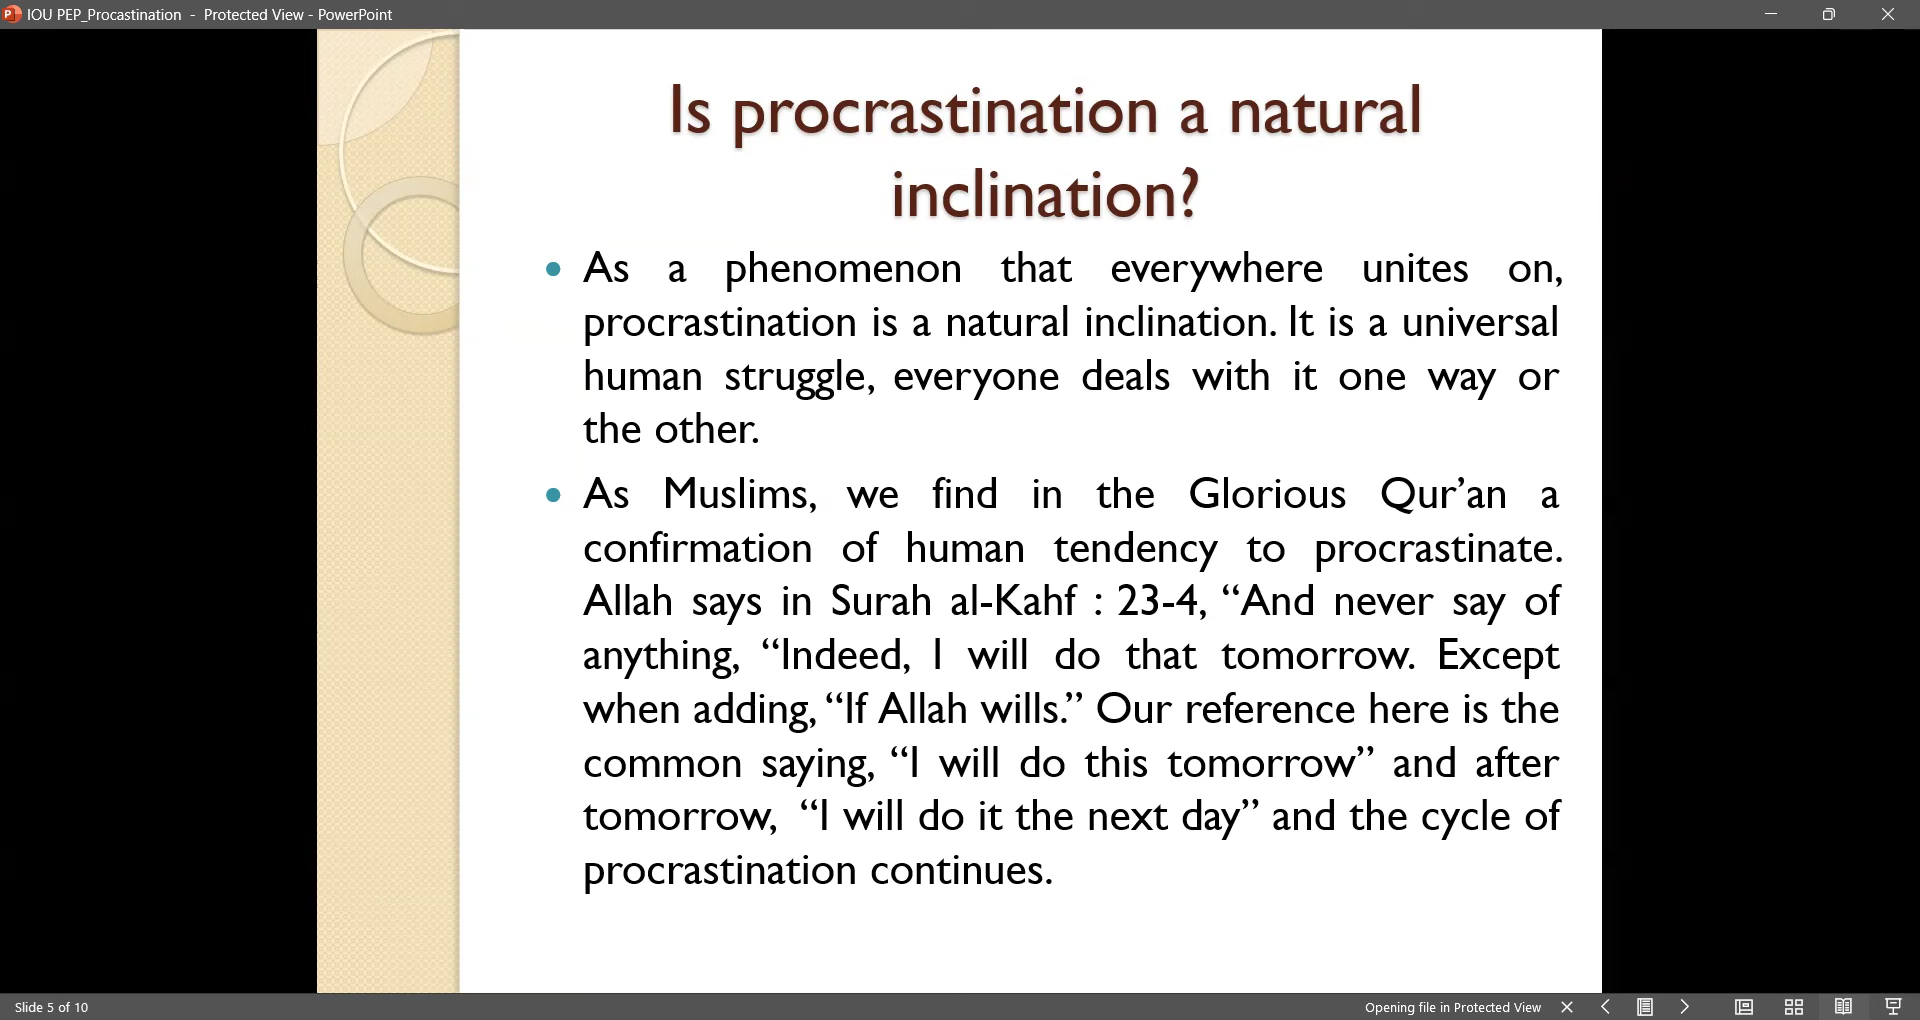 IOU PEP_Procastination - Protected View - PowerPoint
Is procrastination a natural
inclination?
• As a phenomenon that everywhere unites on,
procrastination is a natural inclination. It is a universal
human struggle, everyone deals with it one way or
the other.
• As Muslims, we find in the Glorious Qur’an a
confirmation of human tendency to procrastinate.
Allah says in Surah al-Kahf : 23-4, “And never say of
anything, “Indeed, I will do that tomorrow. Except
when adding, “If Allah wills.” Our reference here is the
common saying, “I will do this tomorrow” and after
tomorrow, “I will do it the next day” and the cycle of
procrastination continues.
Slide 5 of 10
Opening file in Protected View